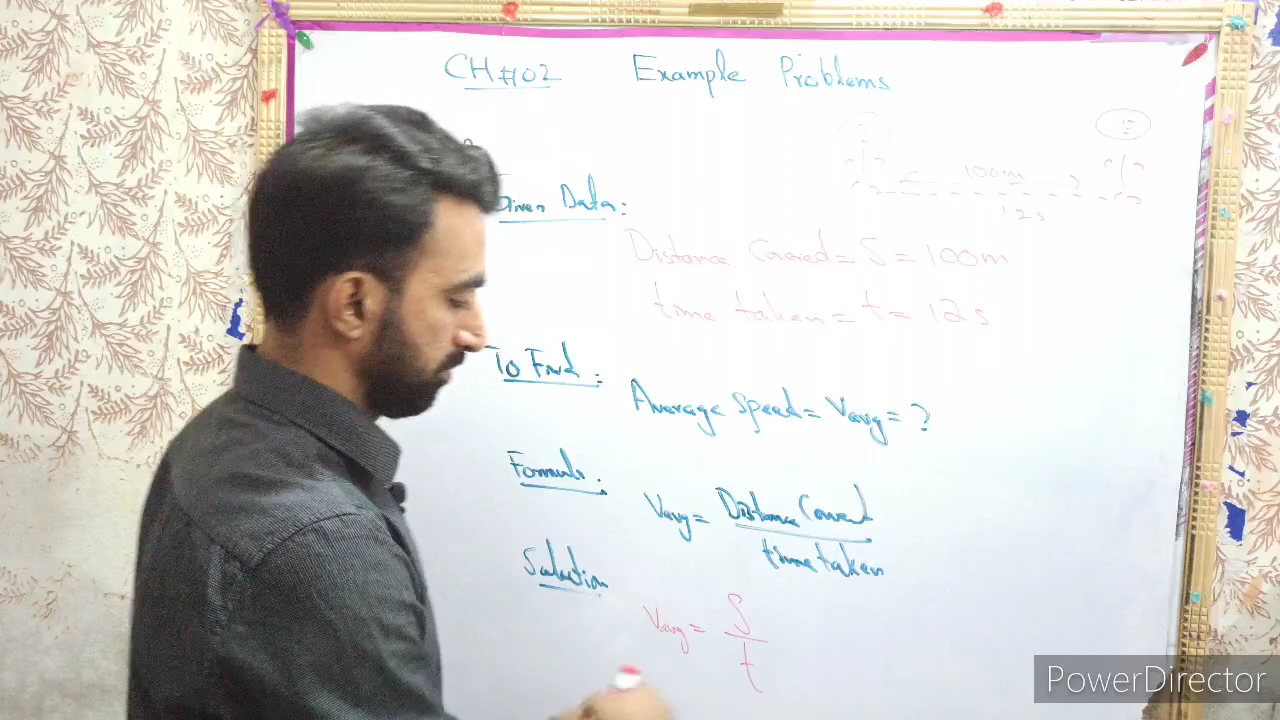 CH#02 Example Problems
100m
12s
Given Data:
Distance Covered = S = 100m
time taken = t = 12s
To Find:
Average Speed = Vavg = ?
Formula:
Vavg = Distance Covered
time taken
Solution
Vavg = S
t
PowerDirector